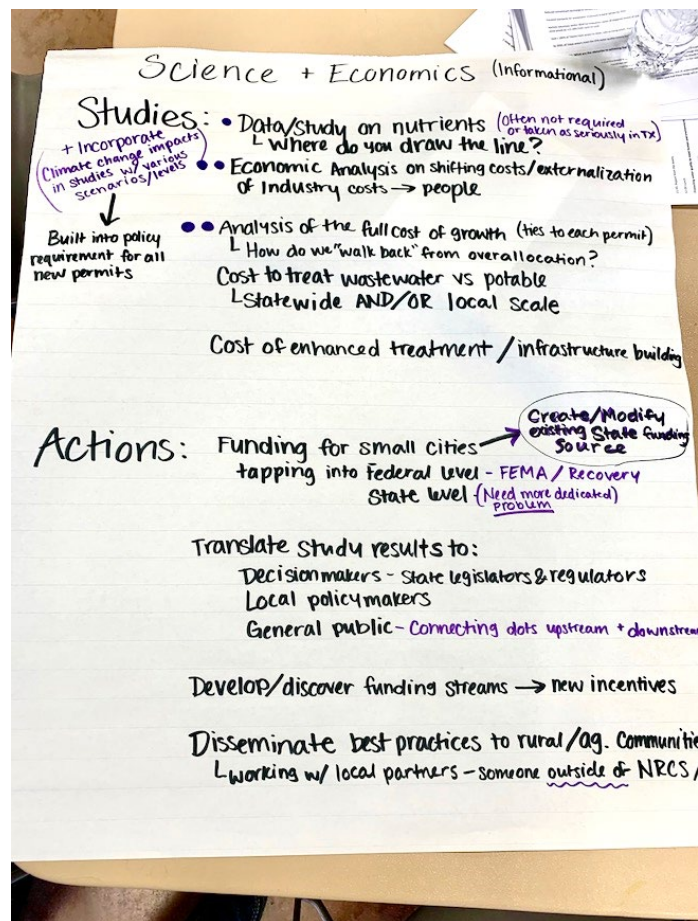 Science + Economics (Informational)
Studies:
+ Incorporate
(Climate change impacts
in studies w/ various
scenarios/levels)
Built into policy
requirement for all
new permits
• Data/study on nutrients (Often not required
or taken as seriously in TX)
Where do you draw the line?
• • Economic Analysis on shifting costs/externalization
of Industry costs → people
• • Analysis of the full cost of growth (ties to each permit)
How do we "walk back" from overallocation?
Cost to treat wastewater vs potable
Statewide AND/OR local scale
Cost of enhanced treatment / infrastructure building
Actions:
Funding for small cities →
Create/Modify
existing State funding
Source
tapping into Federal level - FEMA / Recovery
State level - (Need more dedicated)
problem
Translate study results to:
Decision makers - State legislators & regulators
Local policymakers
General public - Connecting dots upstream + downstream
Develop/discover funding streams → new incentives
Disseminate best practices to rural/ag. Communitie
working w/ local partners - someone outside of NRCS/